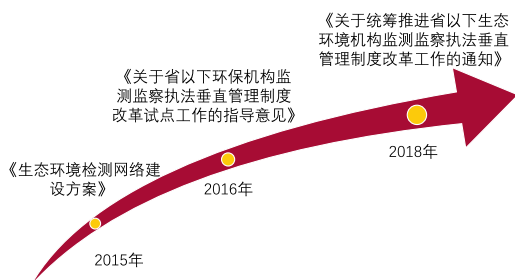 《关于统筹推进省以下生态
环境机构监测监察执法垂直
管理制度改革工作的通知》
《关于省以下环保机构监
测监察执法垂直管理制度
改革试点工作的指导意见》
2018年
《生态环境检测网络建
设方案》
2016年
2015年